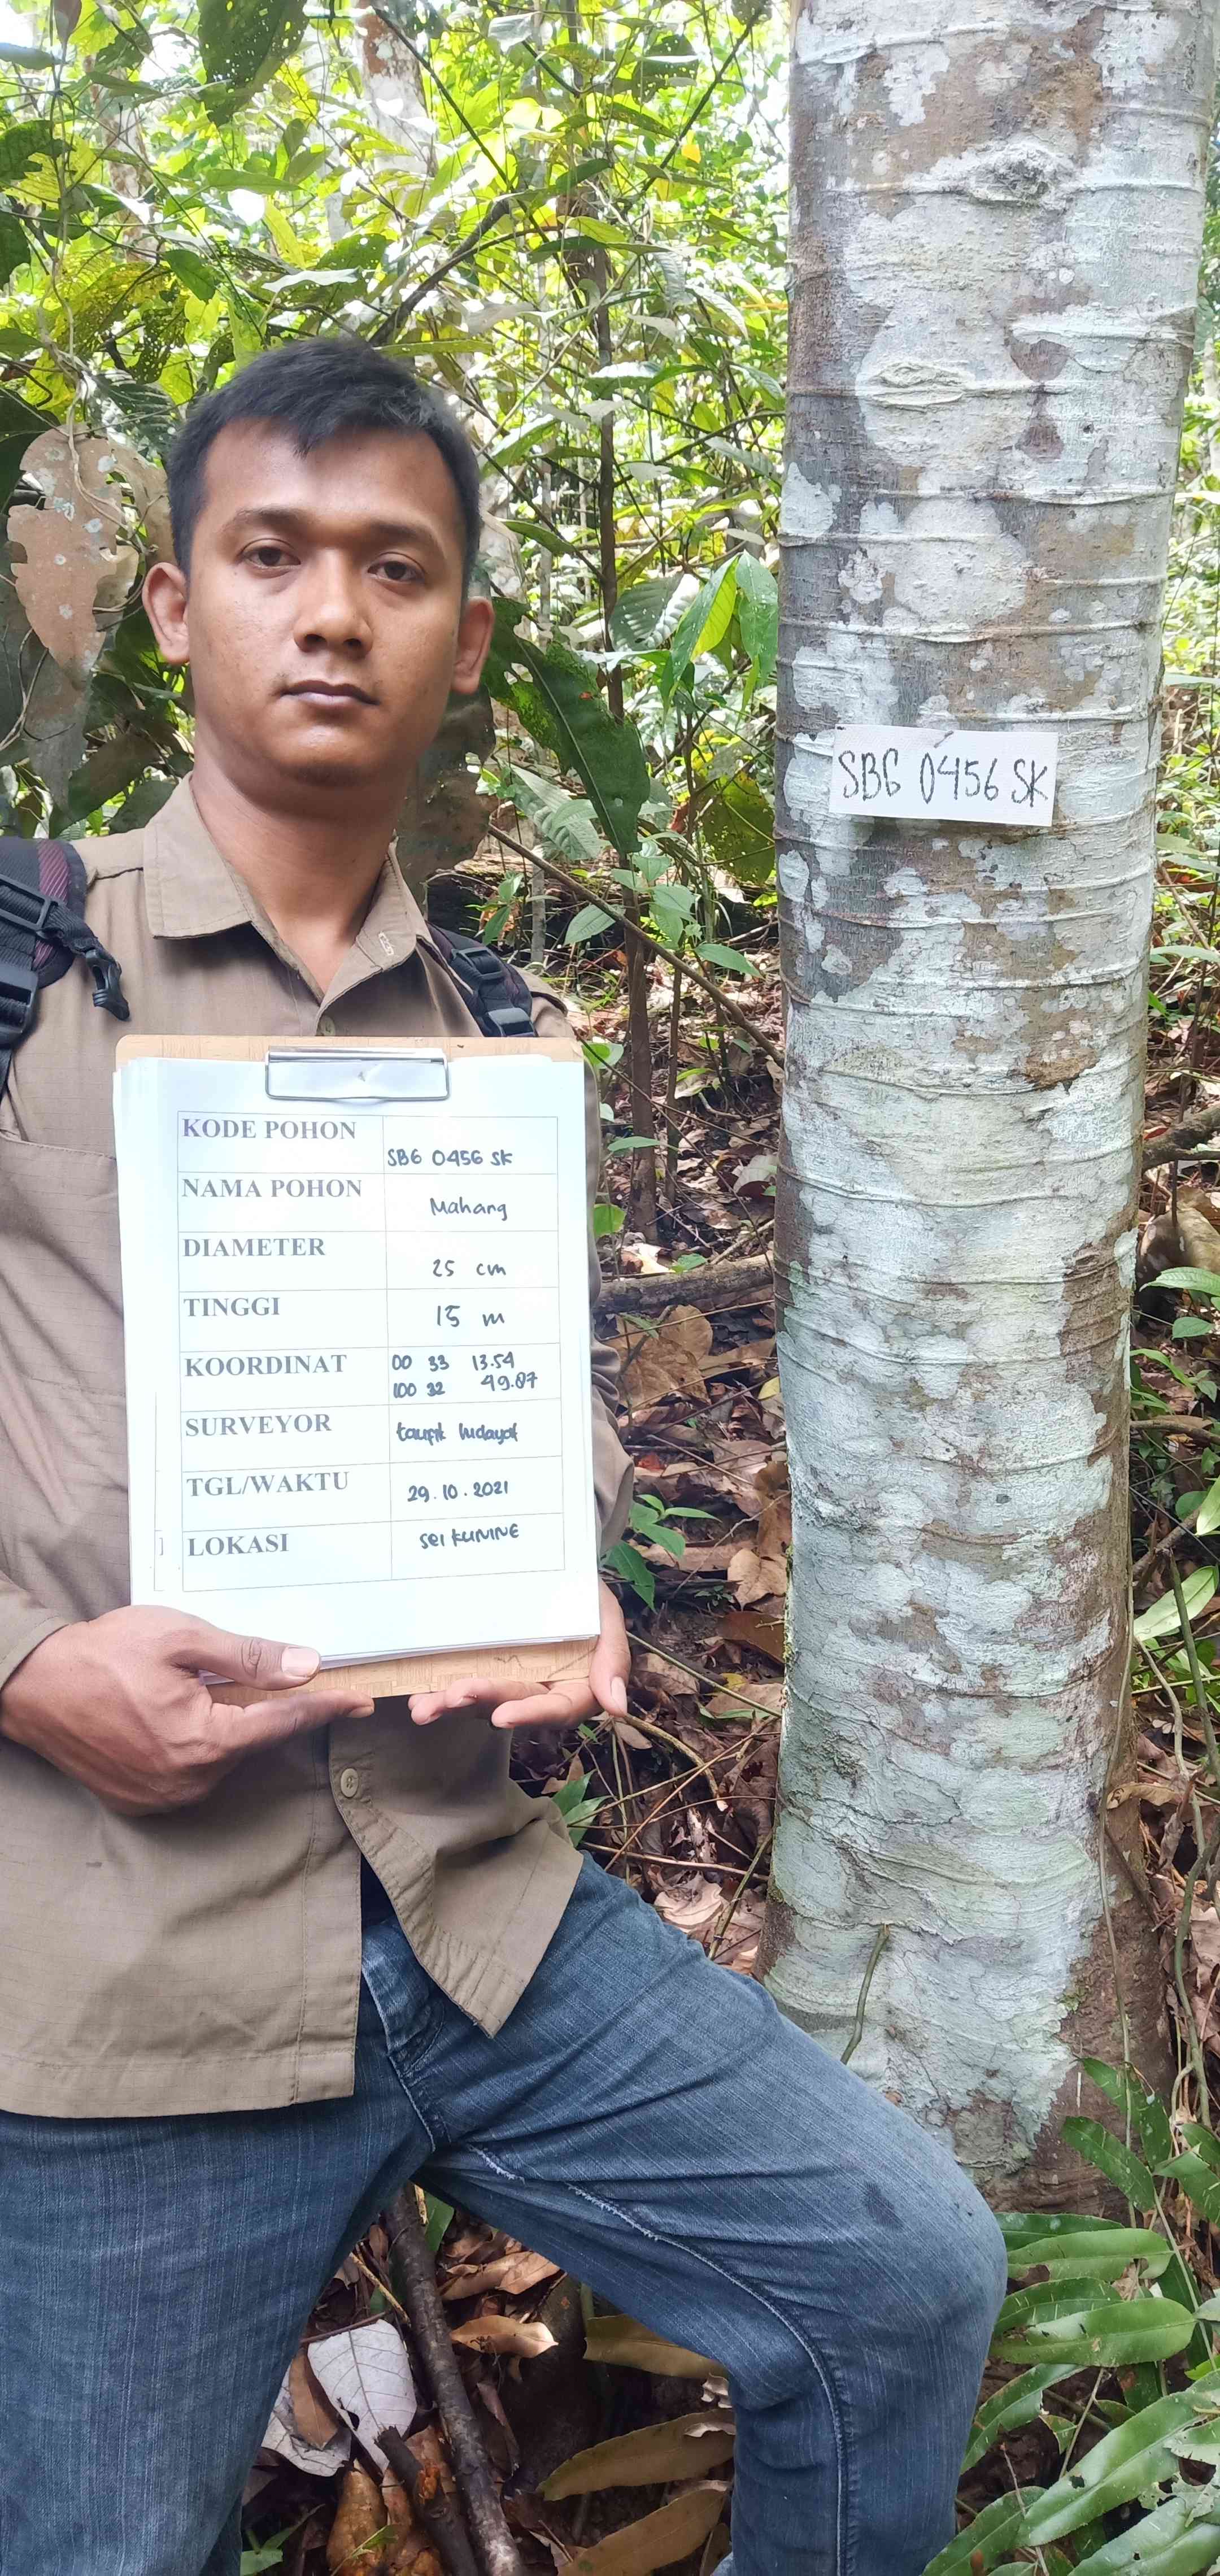 SBG 0456 SK
KODE POHON SBG 0456 SK
NAMA POHON Mahang
DIAMETER 25 cm
TINGGI 15 m
KOORDINAT 00 33 13.54
100 32 49.07
SURVEYOR taufik hidayat
TGL/WAKTU 29.10.2021
LOKASI SEI KUNINE